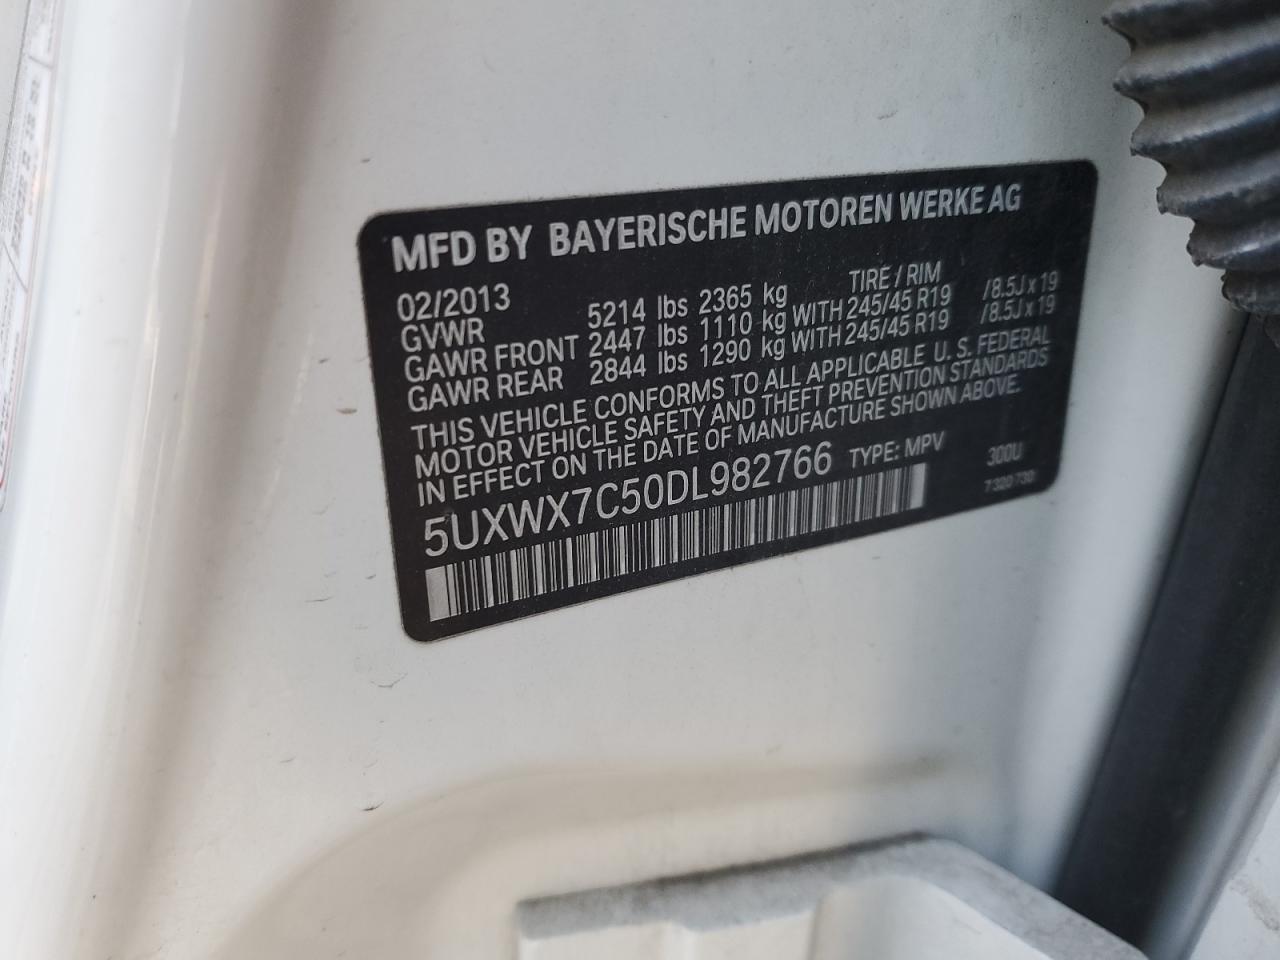 MFD BY BAYERISCHE MOTOREN WERKE AG
02/2013 TIRE / RIM
GVWR 5214 lbs 2365 kg
GAWR FRONT 2447 lbs 1110 kg WITH 245/45 R19 /8.5J x 19
GAWR REAR 2844 lbs 1290 kg WITH 245/45 R19 /8.5J x 19
THIS VEHICLE CONFORMS TO ALL APPLICABLE U. S. FEDERAL
MOTOR VEHICLE SAFETY AND THEFT PREVENTION STANDARDS
IN EFFECT ON THE DATE OF MANUFACTURE SHOWN ABOVE.
5UXWX7C50DL982766 TYPE: MPV 300U
7 320 730